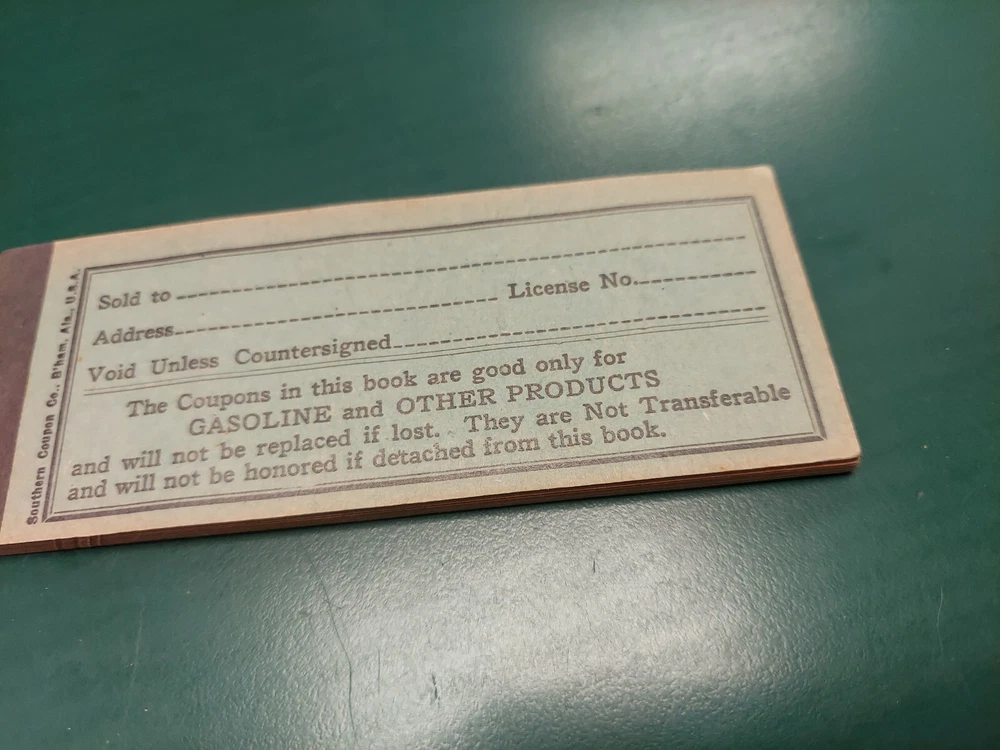 Sold to
Address License No.
Void Unless Countersigned
The Coupons in this book are good only for
GASOLINE and OTHER PRODUCTS
and will not be replaced if lost. They are Not Transferable
and will not be honored if detached from this book.
Southern Coupon Co., B'ham, Ala., U.S.A.